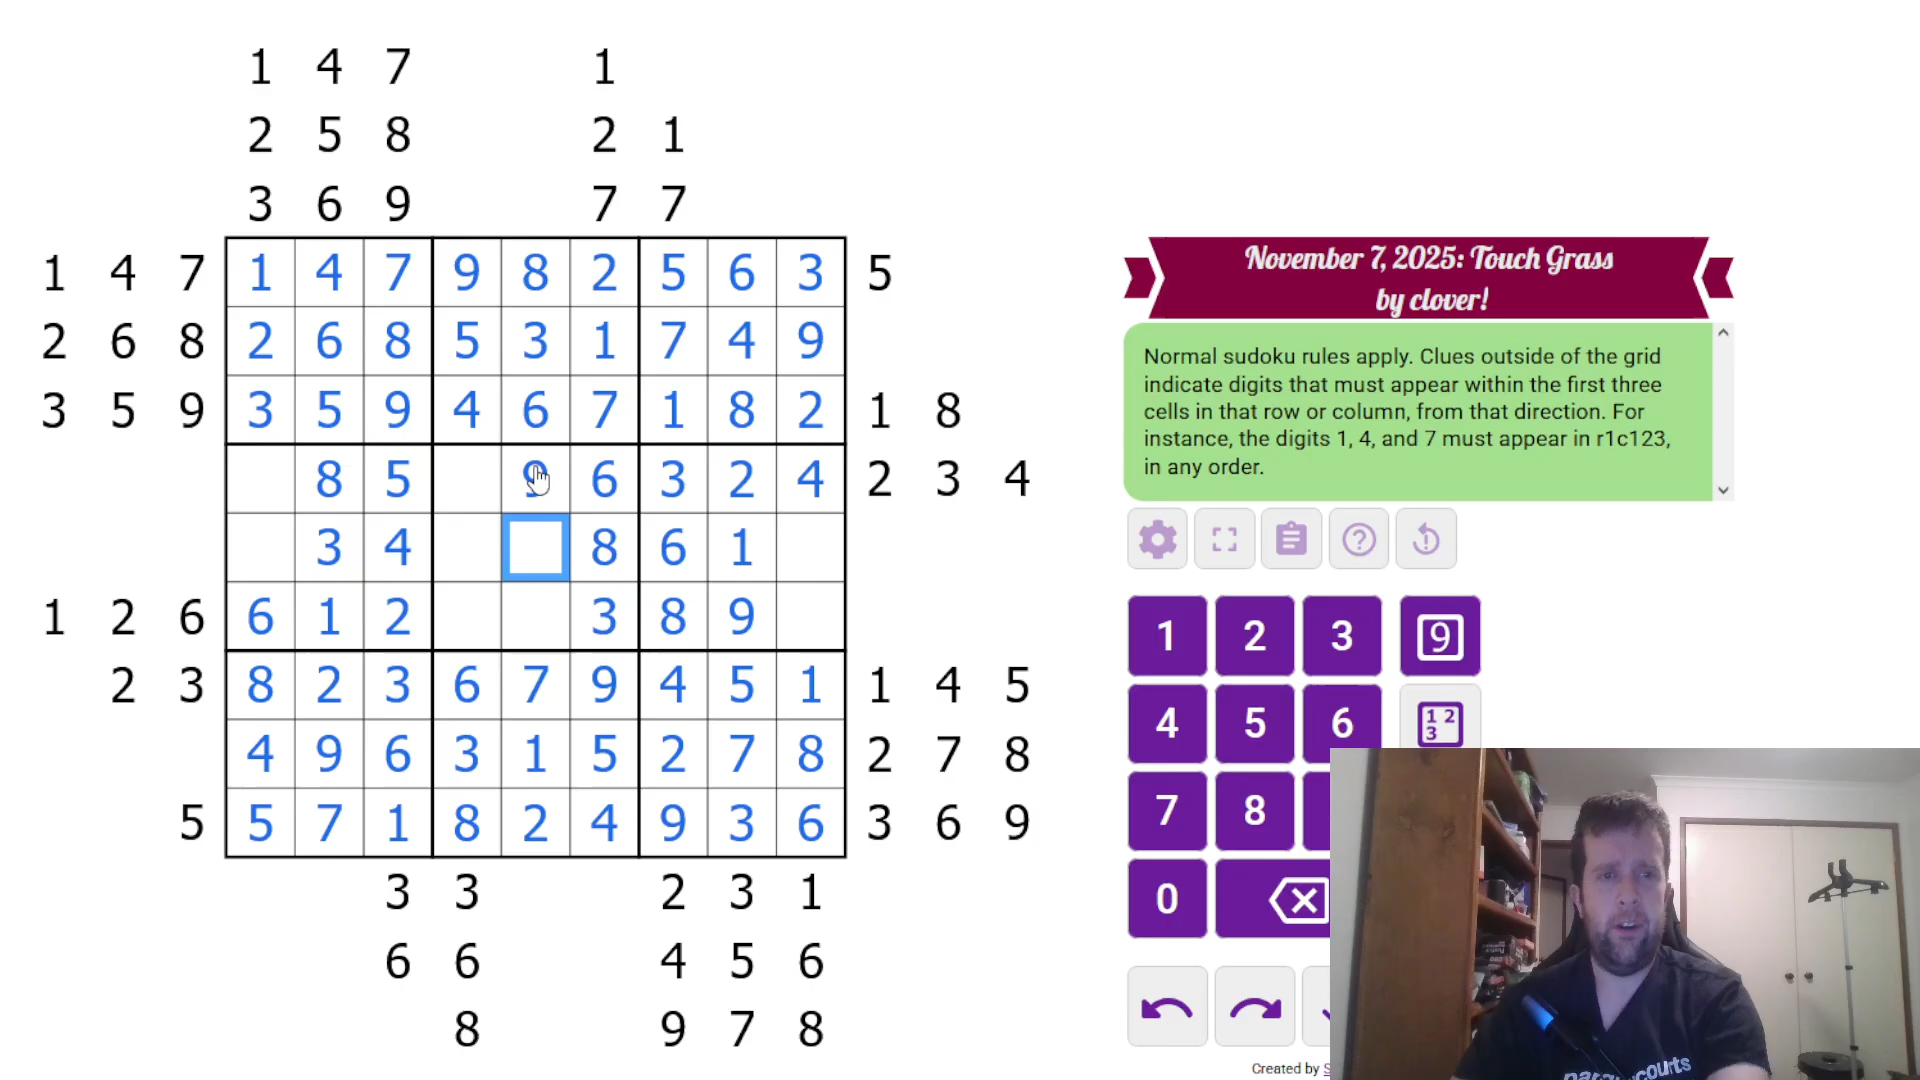 1 4 7 1
2 5 8 2 1
3 6 9 7 7
1 4 7 1 4 7 9 8 2 5 6 3 5
2 6 8 2 6 8 5 3 1 7 4 9
3 5 9 3 5 9 4 6 7 1 8 2 1 8
8 5 9 6 3 2 4 2 3 4
3 4 8 6 1
1 2 6 6 1 2 3 8 9
2 3 8 2 3 6 7 9 4 5 1 1 4 5
4 9 6 3 1 5 2 7 8 2 7 8
5 5 7 1 8 2 4 9 3 6 3 6 9
3 3 2 3 1
6 6 4 5 6
8 9 7 8
November 7, 2025: Touch Grass
by clover!
Normal sudoku rules apply. Clues outside of the grid
indicate digits that must appear within the first three
cells in that row or column, from that direction. For
instance, the digits 1, 4, and 7 must appear in r1c123,
in any order.
1 2 3 9
4 5 6 1 2 3
7 8
0
Created by S